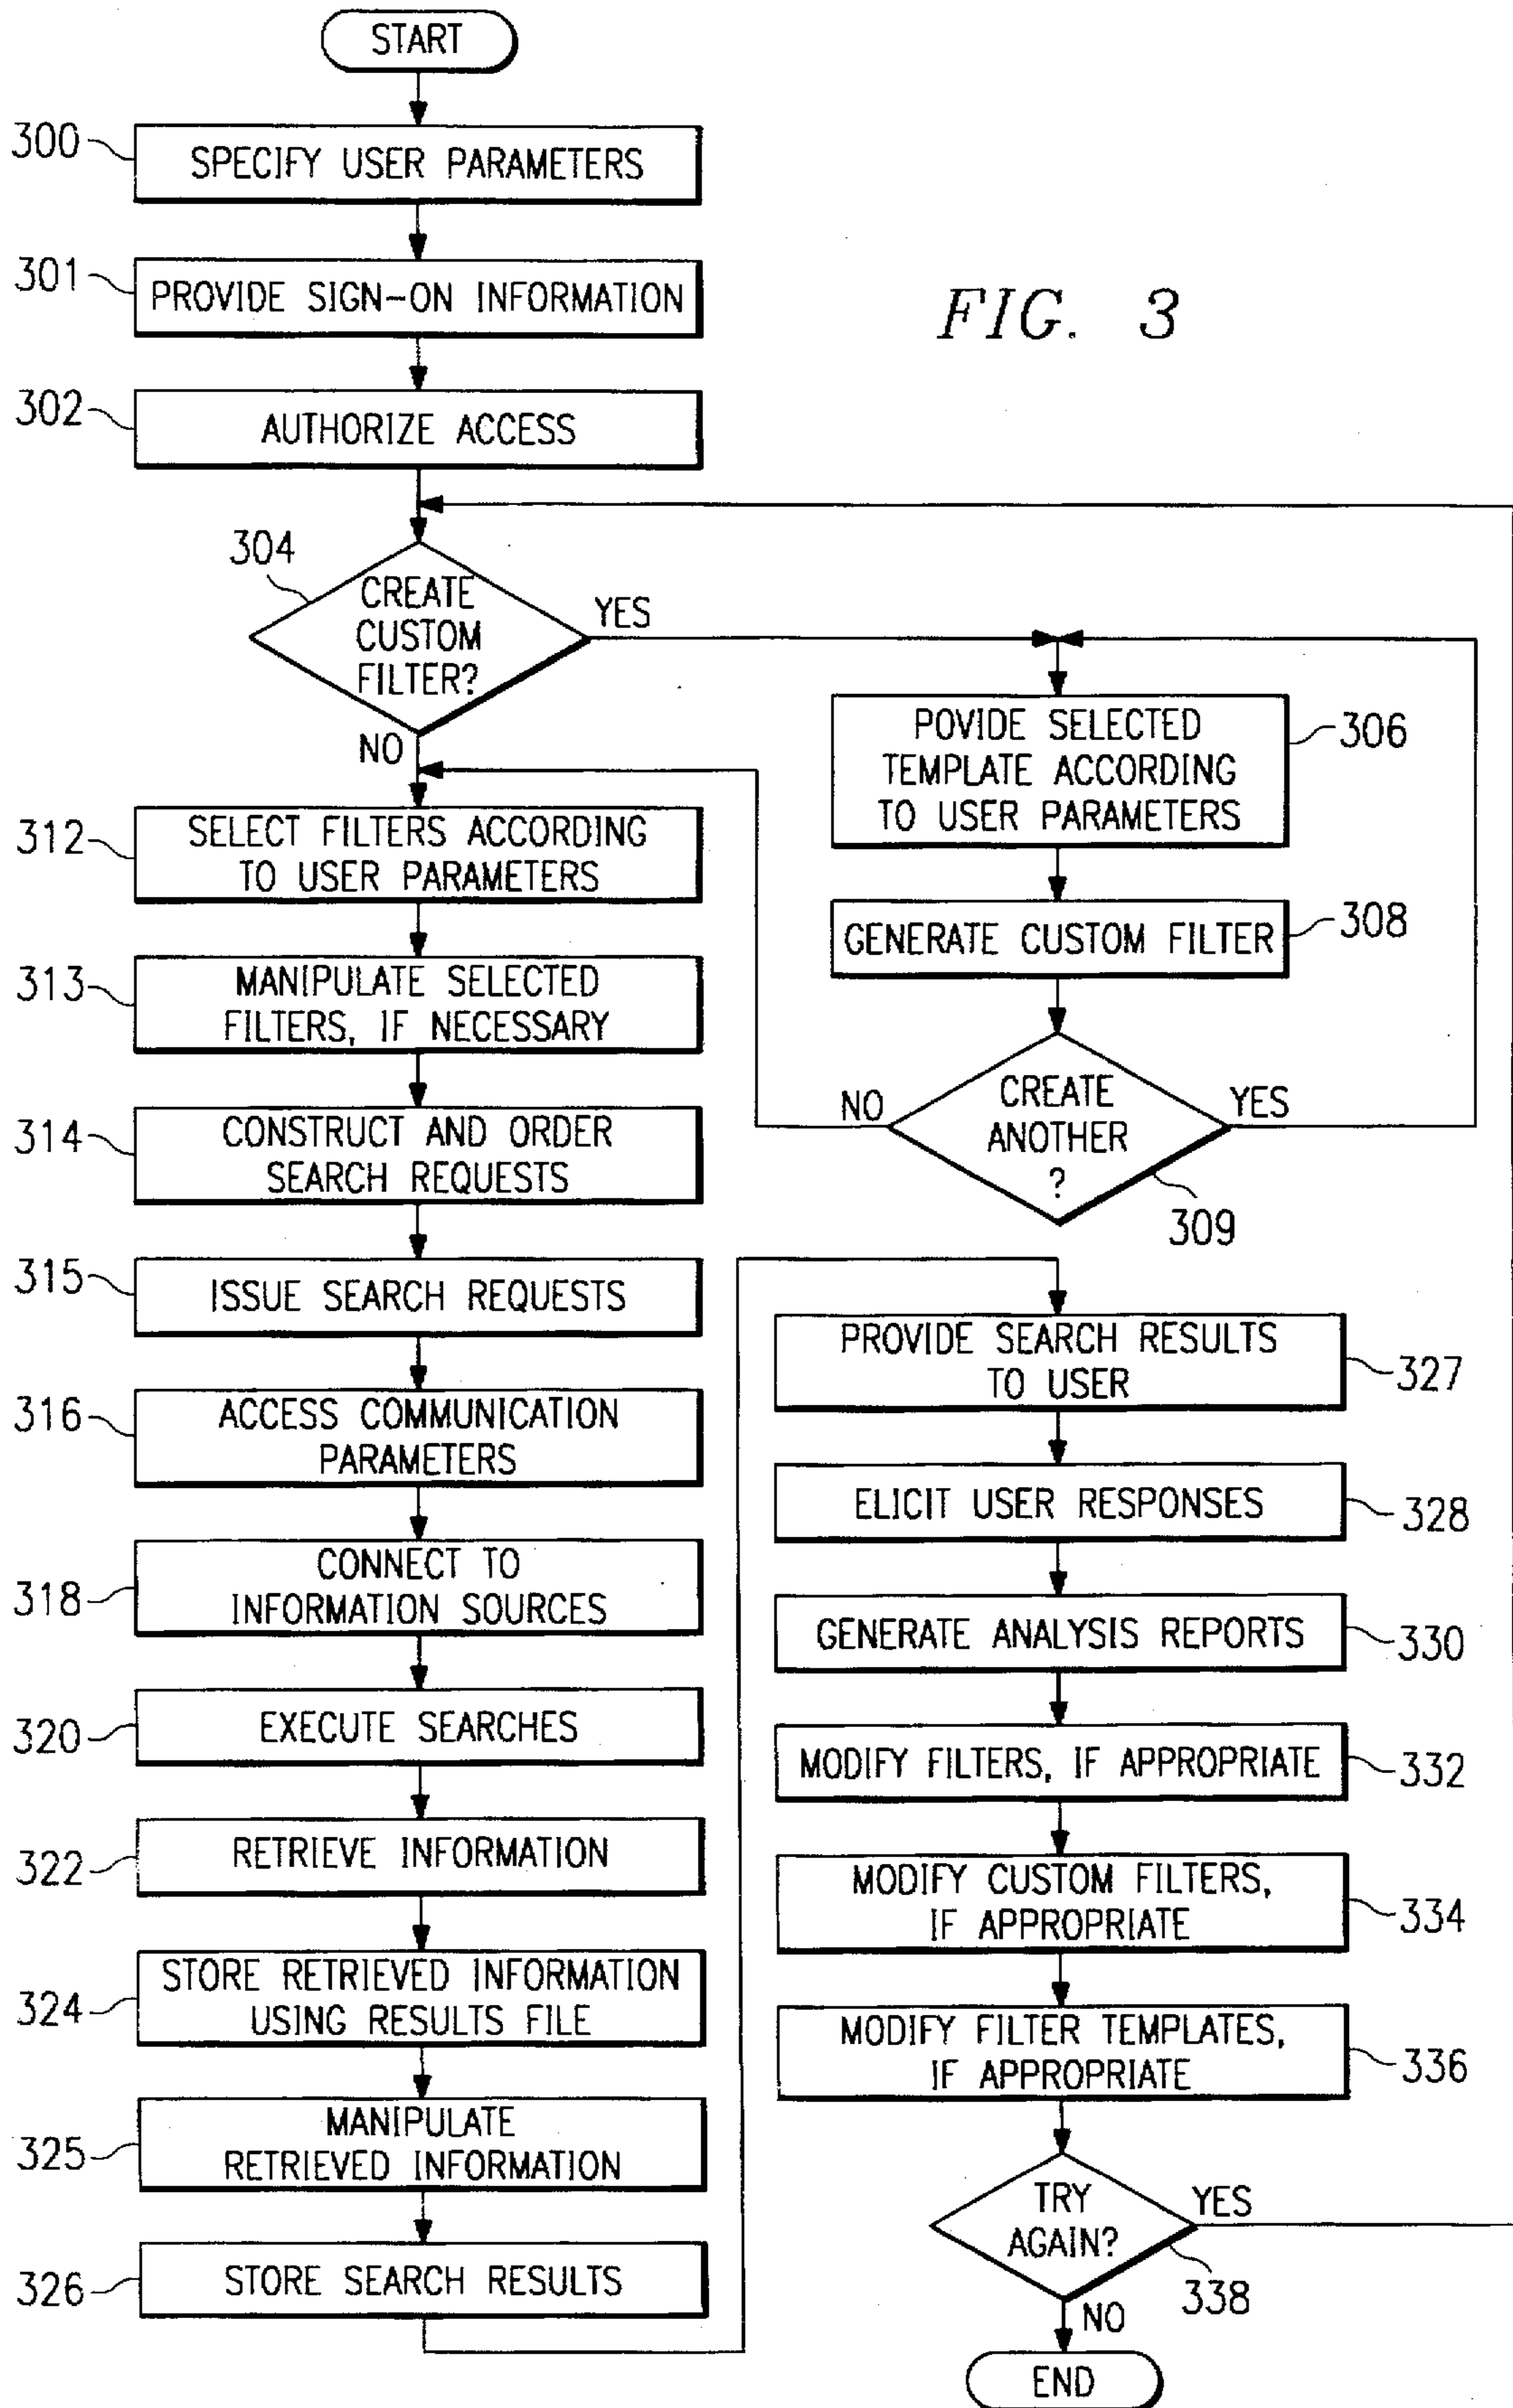 START
300
SPECIFY USER PARAMETERS
301
PROVIDE SIGN-ON INFORMATION
FIG. 3
302
AUTHORIZE ACCESS
304
CREATE
CUSTOM
FILTER?
YES
NO
POVIDE SELECTED
TEMPLATE ACCORDING
TO USER PARAMETERS
306
GENERATE CUSTOM FILTER
308
CREATE
ANOTHER
?
NO
YES
309
312
SELECT FILTERS ACCORDING
TO USER PARAMETERS
313
MANIPULATE SELECTED
FILTERS, IF NECESSARY
314
CONSTRUCT AND ORDER
SEARCH REQUESTS
315
ISSUE SEARCH REQUESTS
316
ACCESS COMMUNICATION
PARAMETERS
318
CONNECT TO
INFORMATION SOURCES
320
EXECUTE SEARCHES
322
RETRIEVE INFORMATION
324
STORE RETRIEVED INFORMATION
USING RESULTS FILE
325
MANIPULATE
RETRIEVED INFORMATION
326
STORE SEARCH RESULTS
PROVIDE SEARCH RESULTS
TO USER
327
ELICIT USER RESPONSES
328
GENERATE ANALYSIS REPORTS
330
MODIFY FILTERS, IF APPROPRIATE
332
MODIFY CUSTOM FILTERS,
IF APPROPRIATE
334
MODIFY FILTER TEMPLATES,
IF APPROPRIATE
336
TRY
AGAIN?
YES
338
NO
END